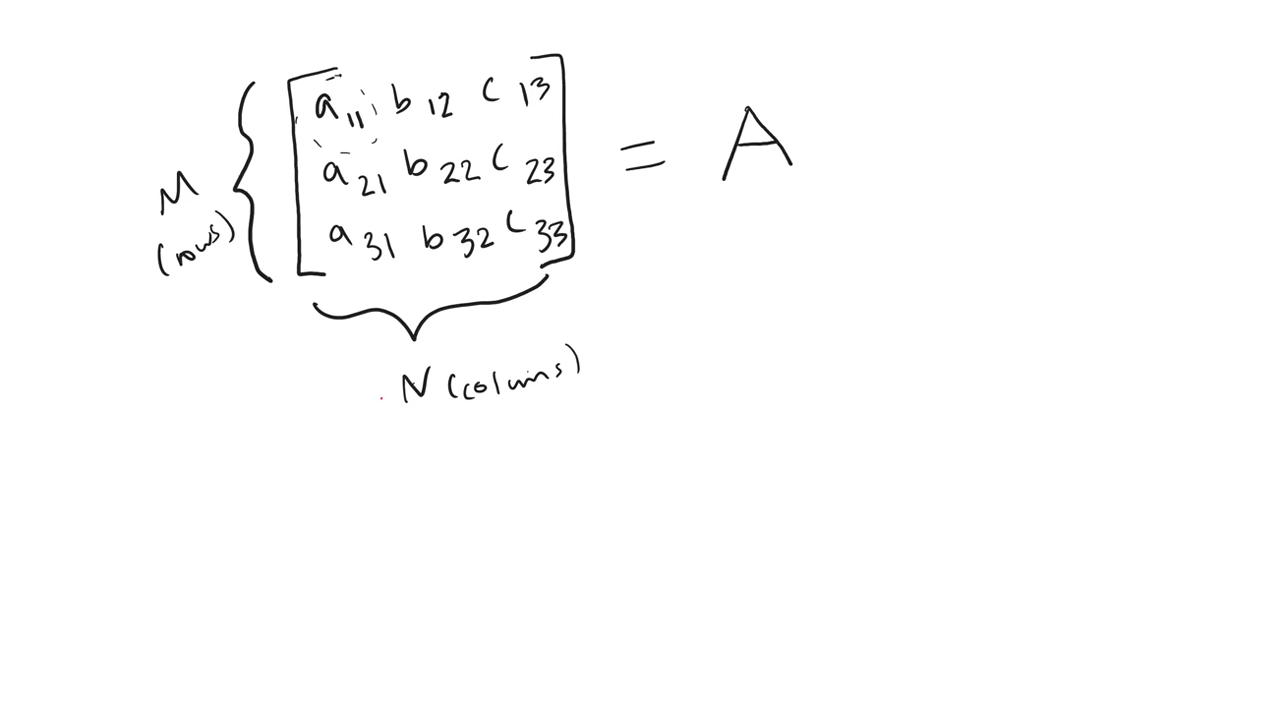 a11 b12 c13
a21 b22 c23 = A
a31 b32 c33
M
(rows)
N (colums)